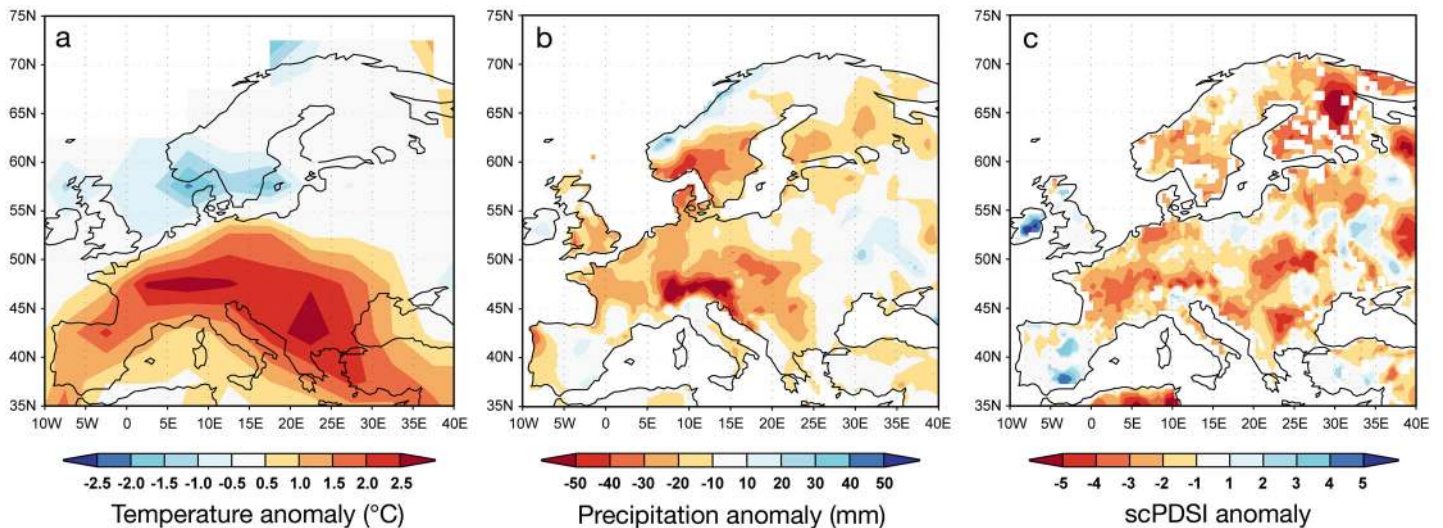 a
75N
70N
65N
60N
55N
50N
45N
40N
35N
10W 5W 0 5E 10E 15E 20E 25E 30E 35E 40E
-2.5 -2.0 -1.5 -1.0 -0.5 0.5 1.0 1.5 2.0 2.5
Temperature anomaly (°C)
b
75N
70N
65N
60N
55N
50N
45N
40N
35N
10W 5W 0 5E 10E 15E 20E 25E 30E 35E 40E
-50 -40 -30 -20 -10 10 20 30 40 50
Precipitation anomaly (mm)
c
75N
70N
65N
60N
55N
50N
45N
40N
35N
10W 5W 0 5E 10E 15E 20E 25E 30E 35E 40E
-5 -4 -3 -2 -1 1 2 3 4 5
scPDSI anomaly